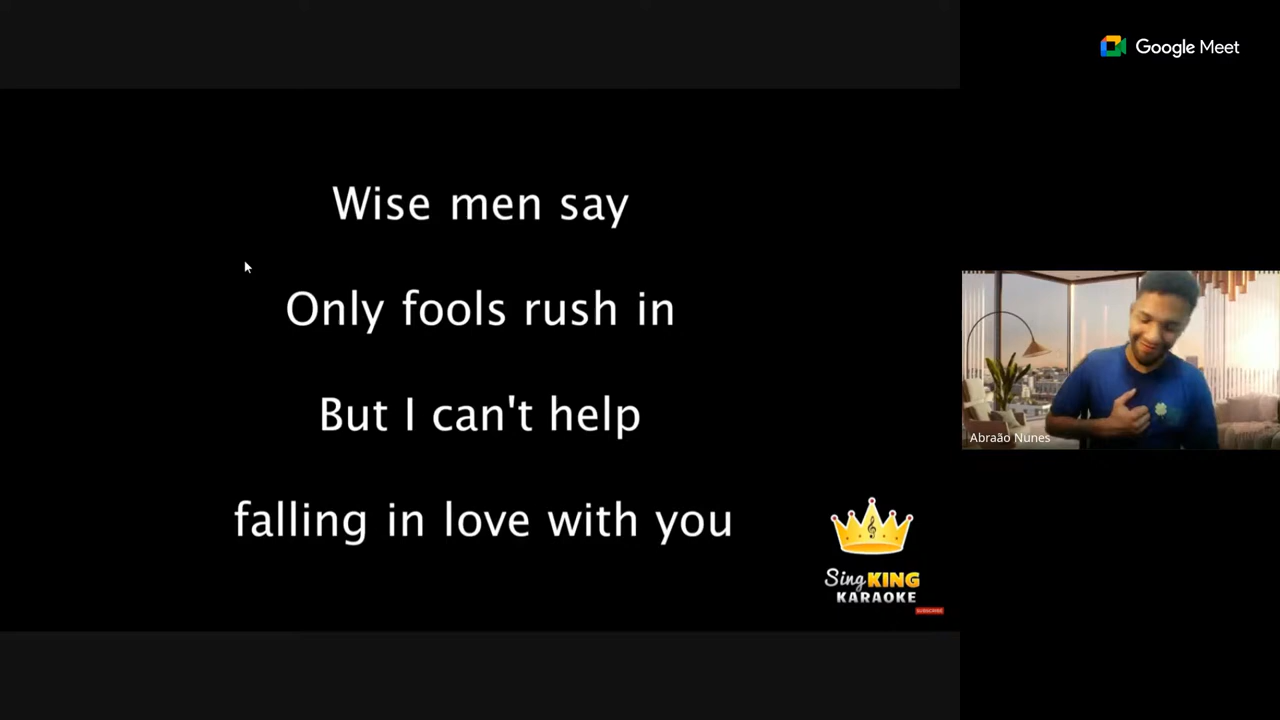 Google Meet
Wise men say
Only fools rush in
But I can't help
falling in love with you
Abraão Nunes
Sing KING
KARAOKE
SUBSCRIBE